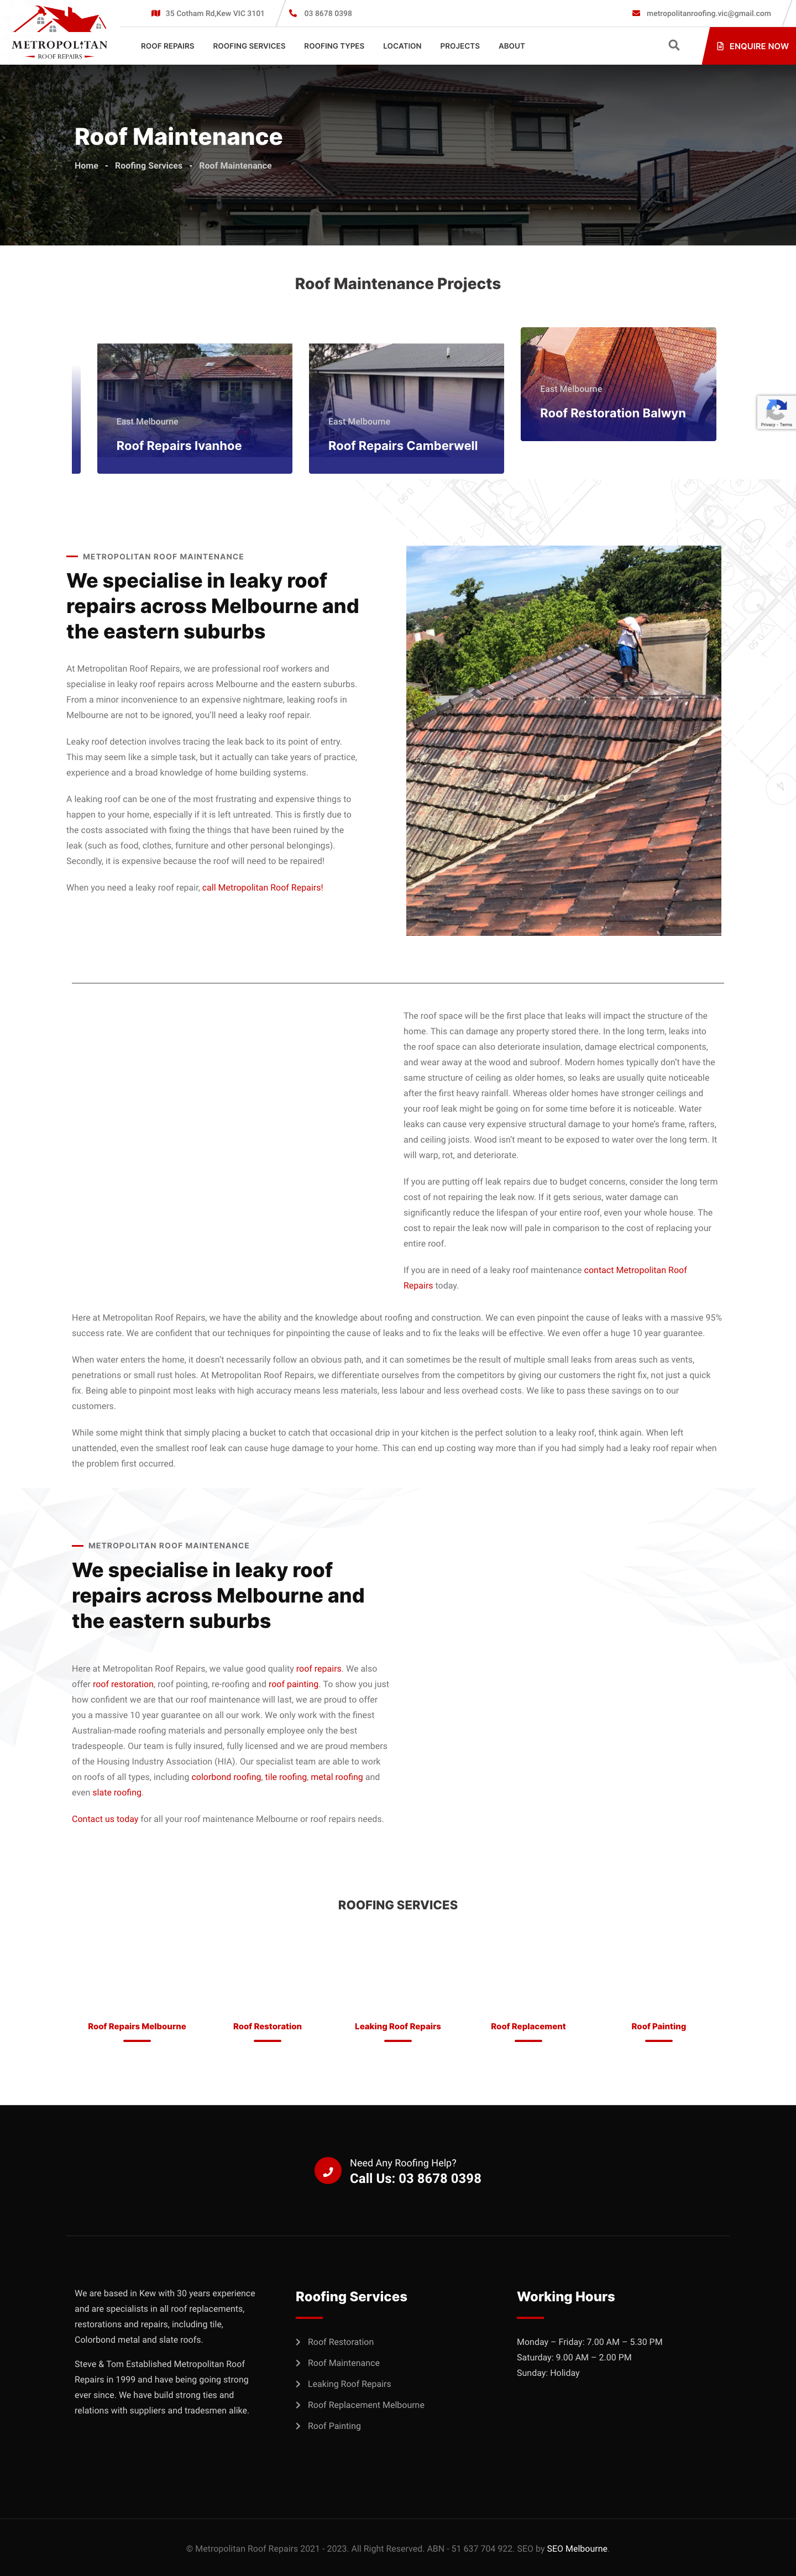 35 Cotham Rd,Kew VIC 3101
03 8678 0398
metropolitanroofing.vic@gmail.com
METROPOLITAN
ROOF REPAIRS
ROOF REPAIRS
ROOFING SERVICES
ROOFING TYPES
LOCATION
PROJECTS
ABOUT
ENQUIRE NOW
Roof Maintenance
Home - Roofing Services - Roof Maintenance
Roof Maintenance Projects
East Melbourne
Roof Repairs Ivanhoe
East Melbourne
Roof Repairs Camberwell
East Melbourne
Roof Restoration Balwyn
Privacy - Terms
METROPOLITAN ROOF MAINTENANCE
We specialise in leaky roof
repairs across Melbourne and
the eastern suburbs
At Metropolitan Roof Repairs, we are professional roof workers and
specialise in leaky roof repairs across Melbourne and the eastern suburbs.
From a minor inconvenience to an expensive nightmare, leaking roofs in
Melbourne are not to be ignored, you'll need a leaky roof repair.
Leaky roof detection involves tracing the leak back to its point of entry.
This may seem like a simple task, but it actually can take years of practice,
experience and a broad knowledge of home building systems.
A leaking roof can be one of the most frustrating and expensive things to
happen to your home, especially if it is left untreated. This is firstly due to
the costs associated with fixing the things that have been ruined by the
leak (such as food, clothes, furniture and other personal belongings).
Secondly, it is expensive because the roof will need to be repaired!
When you need a leaky roof repair, call Metropolitan Roof Repairs!
The roof space will be the first place that leaks will impact the structure of the
home. This can damage any property stored there. In the long term, leaks into
the roof space can also deteriorate insulation, damage electrical components,
and wear away at the wood and subroof. Modern homes typically don't have the
same structure of ceiling as older homes, so leaks are usually quite noticeable
after the first heavy rainfall. Whereas older homes have stronger ceilings and
your roof leak might be going on for some time before it is noticeable. Water
leaks can cause very expensive structural damage to your home's frame, rafters,
and ceiling joists. Wood isn't meant to be exposed to water over the long term. It
will warp, rot, and deteriorate.
If you are putting off leak repairs due to budget concerns, consider the long term
cost of not repairing the leak now. If it gets serious, water damage can
significantly reduce the lifespan of your entire roof, even your whole house. The
cost to repair the leak now will pale in comparison to the cost of replacing your
entire roof.
If you are in need of a leaky roof maintenance contact Metropolitan Roof
Repairs today.
Here at Metropolitan Roof Repairs, we have the ability and the knowledge about roofing and construction. We can even pinpoint the cause of leaks with a massive 95%
success rate. We are confident that our techniques for pinpointing the cause of leaks and to fix the leaks will be effective. We even offer a huge 10 year guarantee.
When water enters the home, it doesn't necessarily follow an obvious path, and it can sometimes be the result of multiple small leaks from areas such as vents,
penetrations or small rust holes. At Metropolitan Roof Repairs, we differentiate ourselves from the competitors by giving our customers the right fix, not just a quick
fix. Being able to pinpoint most leaks with high accuracy means less materials, less labour and less overhead costs. We like to pass these savings on to our
customers.
While some might think that simply placing a bucket to catch that occasional drip in your kitchen is the perfect solution to a leaky roof, think again. When left
unattended, even the smallest roof leak can cause huge damage to your home. This can end up costing way more than if you had simply had a leaky roof repair when
the problem first occurred.
METROPOLITAN ROOF MAINTENANCE
We specialise in leaky roof
repairs across Melbourne and
the eastern suburbs
Here at Metropolitan Roof Repairs, we value good quality roof repairs. We also
offer roof restoration, roof pointing, re-roofing and roof painting. To show you just
how confident we are that our roof maintenance will last, we are proud to offer
you a massive 10 year guarantee on all our work. We only work with the finest
Australian-made roofing materials and personally employee only the best
tradespeople. Our team is fully insured, fully licensed and we are proud members
of the Housing Industry Association (HIA). Our specialist team are able to work
on roofs of all types, including colorbond roofing, tile roofing, metal roofing and
even slate roofing.
Contact us today for all your roof maintenance Melbourne or roof repairs needs.
ROOFING SERVICES
Roof Repairs Melbourne
Roof Restoration
Leaking Roof Repairs
Roof Replacement
Roof Painting
Need Any Roofing Help?
Call Us: 03 8678 0398
We are based in Kew with 30 years experience
and are specialists in all roof replacements,
restorations and repairs, including tile,
Colorbond metal and slate roofs.
Steve & Tom Established Metropolitan Roof
Repairs in 1999 and have being going strong
ever since. We have build strong ties and
relations with suppliers and tradesmen alike.
Roofing Services
Roof Restoration
Roof Maintenance
Leaking Roof Repairs
Roof Replacement Melbourne
Roof Painting
Working Hours
Monday – Friday: 7.00 AM – 5.30 PM
Saturday: 9.00 AM – 2.00 PM
Sunday: Holiday
© Metropolitan Roof Repairs 2021 - 2023. All Right Reserved. ABN - 51 637 704 922. SEO by SEO Melbourne.